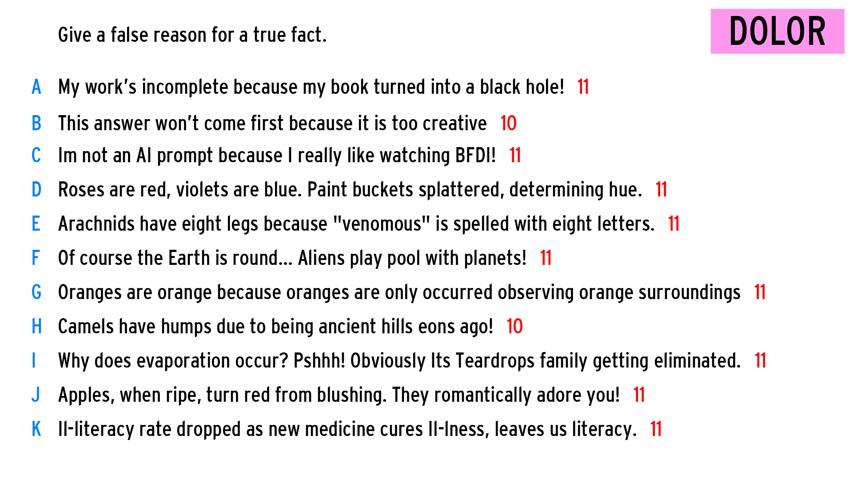 Give a false reason for a true fact.
DOLOR
A My work's incomplete because my book turned into a black hole! 11
B This answer won't come first because it is too creative 10
C Im not an AI prompt because I really like watching BFDI! 11
D Roses are red, violets are blue. Paint buckets splattered, determining hue. 11
E Arachnids have eight legs because "venomous" is spelled with eight letters. 11
F Of course the Earth is round... Aliens play pool with planets! 11
G Oranges are orange because oranges are only occurred observing orange surroundings 11
H Camels have humps due to being ancient hills eons ago! 10
I Why does evaporation occur? Pshhh! Obviously Its Teardrops family getting eliminated. 11
J Apples, when ripe, turn red from blushing. They romantically adore you! 11
K Il-literacy rate dropped as new medicine cures Il-lness, leaves us literacy. 11